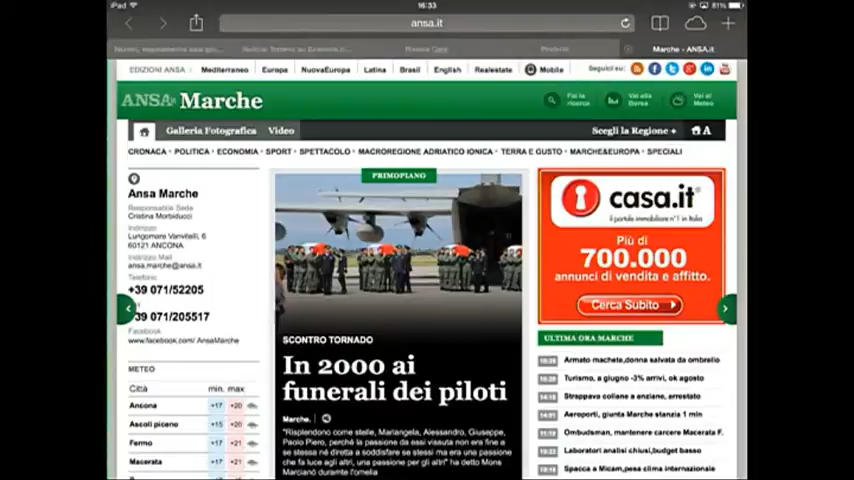 iPad
16:33
81%
ansa.it
Marche - ANSA.it
EDIZIONI ANSA
Mediterraneo
Europa
NuovaEuropa
Latina
Brasil
English
Realestate
Mobile
Seguici su:
ANSA.it Marche
Fai la ricerca
Vai alla Borsa
Vai al Meteo
Galleria Fotografica
Video
Scegli la Regione +
A
CRONACA • POLITICA • ECONOMIA • SPORT • SPETTACOLO • MACROREGIONE ADRIATICO IONICA • TERRA E GUSTO • MARCHE&EUROPA • SPECIALI
Ansa Marche
Responsabile Sede
Cristina Morbiducci
Indirizzo
Lungomare Vanvitelli, 6
60121 ANCONA
Indirizzo Mail
ansa.marche@ansa.it
Telefono
+39 071/52205
+39 071/205517
Facebook
www.facebook.com/ AnsaMarche
METEO
Città min. max
Ancona +17 +20
Ascoli piceno +15 +20
Fermo +17 +21
Macerata +17 +21
PRIMOPIANO
SCONTRO TORNADO
In 2000 ai
funerali dei piloti
Marche.
"Risplendono come stelle, Mariangela, Alessandro, Giuseppe,
Paolo Piero, perchè la passione da essi vissuta non era fine a
se stessa né diretta a soddisfare se stessi ma era una passione
che fa luce agli altri, una passione per gli altri" ha detto Mons
Marcianò durante l'omelia
casa.it
il portale immobiliare n°1 in Italia
Più di
700.000
annunci di vendita e affitto.
Cerca Subito
ULTIMA ORA MARCHE
Armato machete,donna salvata da ombrello
Turismo, a giugno -3% arrivi, ok agosto
Strappava collane a anziane, arrestato
Aeroporti, giunta Marche stanzia 1 mln
Ombudsman, mantenere carcere Macerata F.
Laboratori analisi chiusi,budget basso
Spacca a Micam,pesa clima internazionale